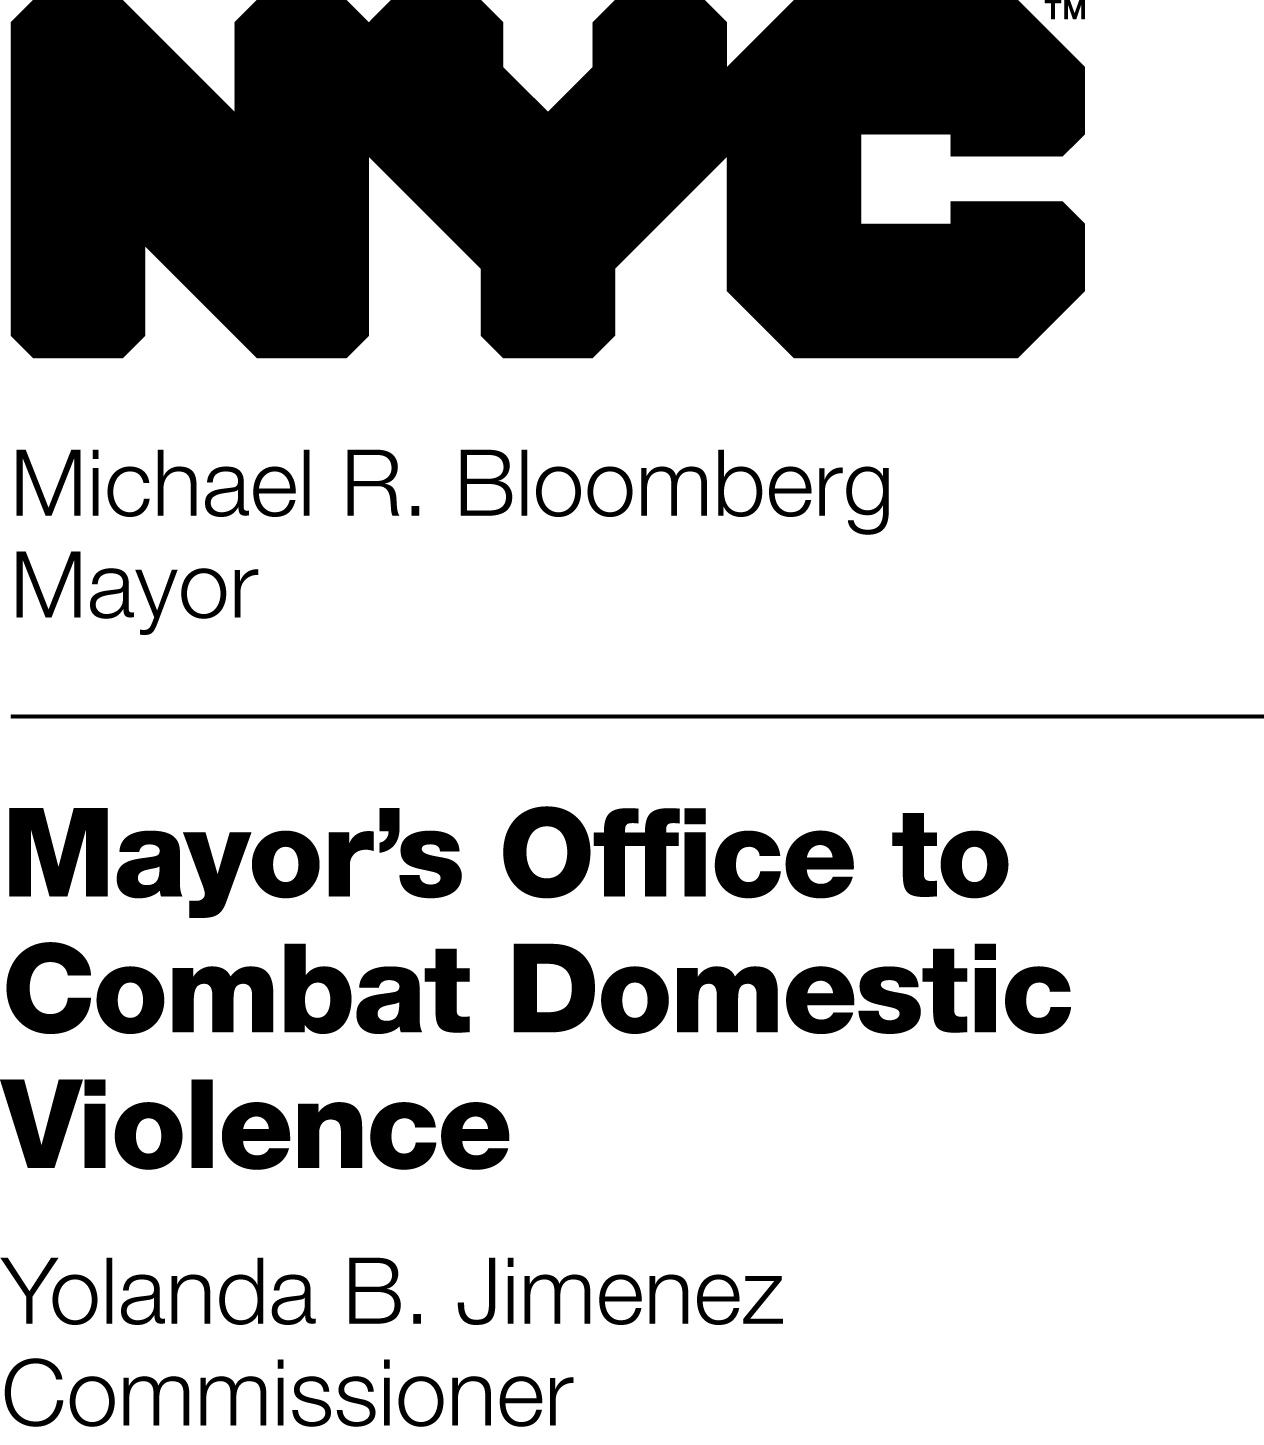 NYC™
Michael R. Bloomberg
Mayor
Mayor’s Office to
Combat Domestic
Violence
Yolanda B. Jimenez
Commissioner